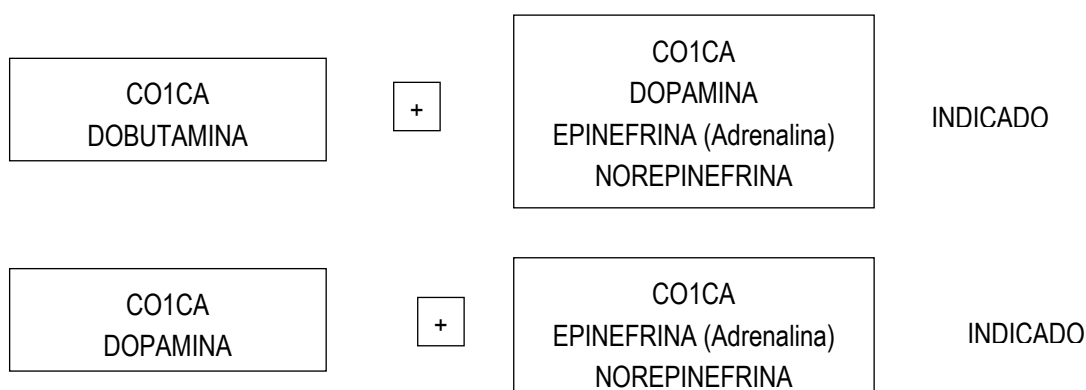 CO1CA
DOBUTAMINA
+
CO1CA
DOPAMINA
EPINEFRINA (Adrenalina)
NOREPINEFRINA
INDICADO
CO1CA
DOPAMINA
+
CO1CA
EPINEFRINA (Adrenalina)
NOREPINEFRINA
INDICADO